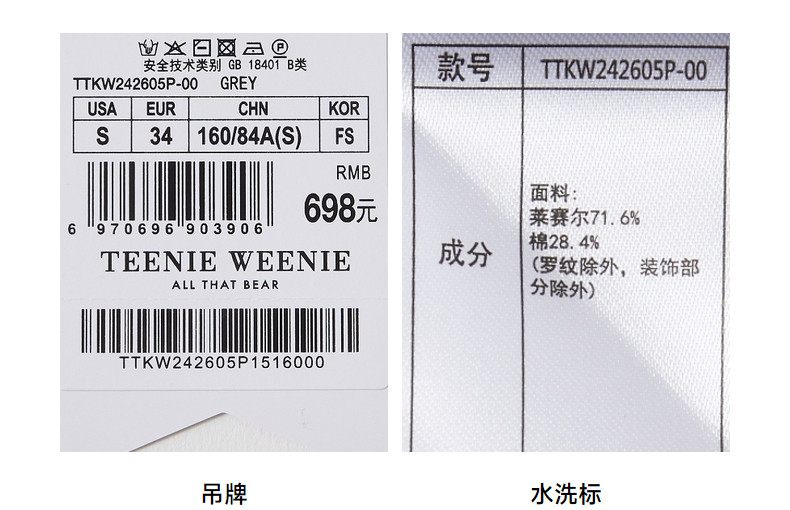 安全技术类别 GB 18401 B类
TTKW242605P-00 GREY
USA EUR CHN KOR
S 34 160/84A(S) FS
RMB
698元
6 970696 903906
TEENIE WEENIE
ALL THAT BEAR
TTKW242605P1516000
吊牌
款号 TTKW242605P-00
成分
面料:
莱赛尔71.6%
棉28.4%
(罗纹除外，装饰部
分除外)
水洗标